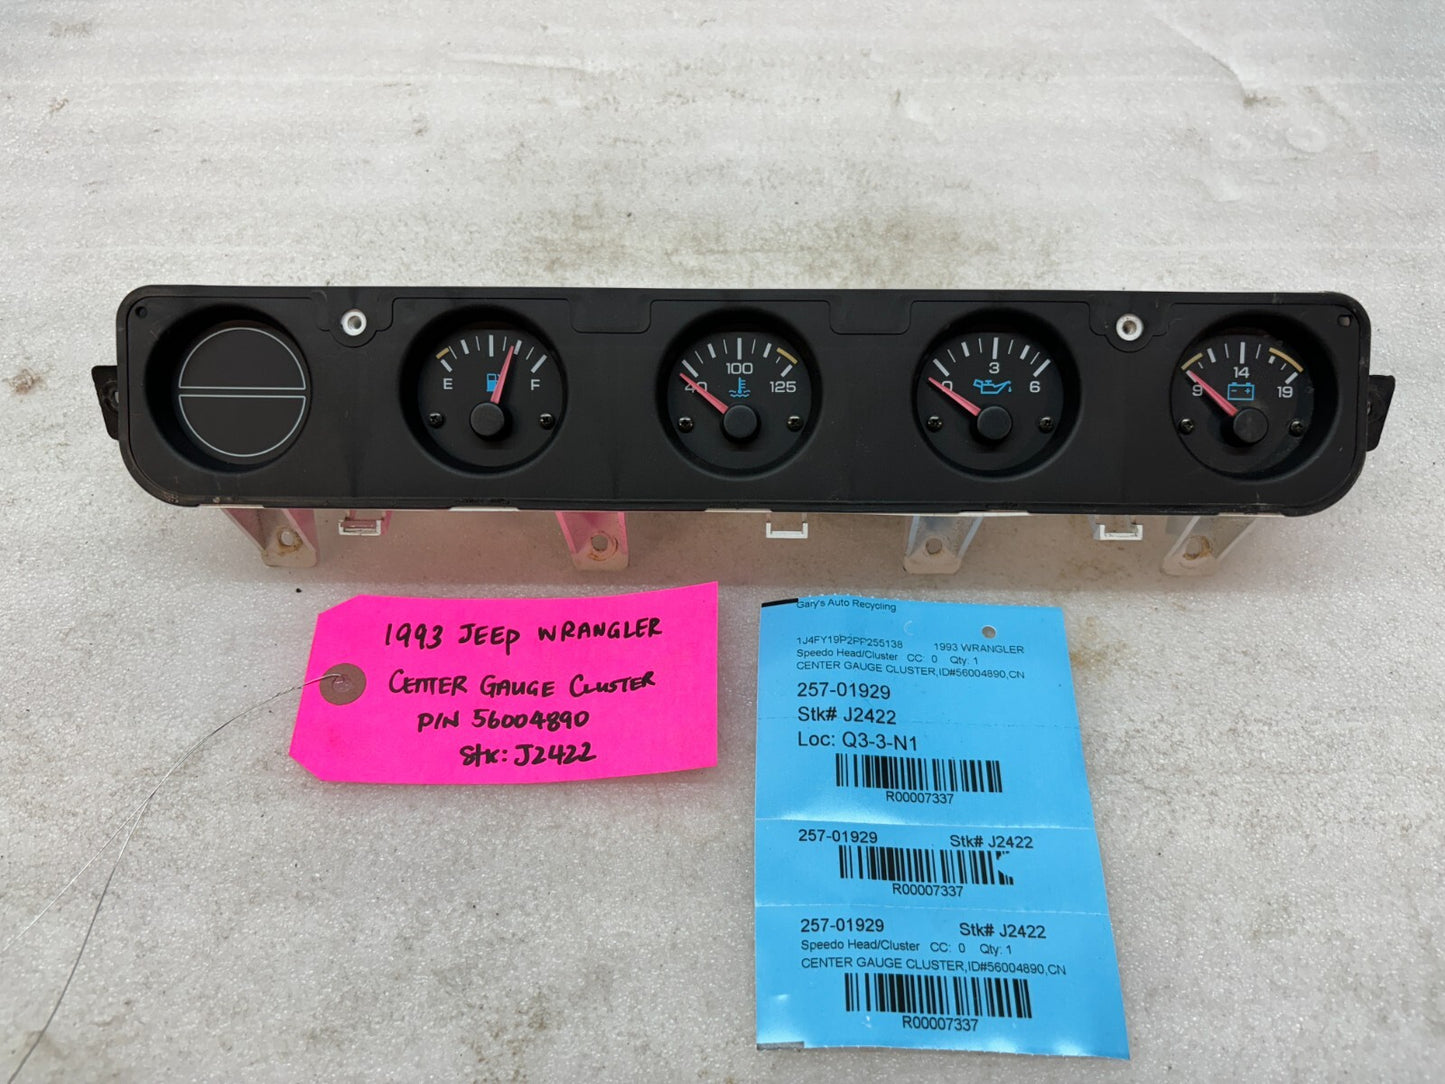 E F
100
40 125
3
0 6
14
9 19
1993 JEEP WRANGLER
CENTER GAUGE CLUSTER
P/N 56004890
Stk: J2422
Gary's Auto Recycling
1J4FY19P2PP255138 1993 WRANGLER
Speedo Head/Cluster CC: 0 Qty: 1
CENTER GAUGE CLUSTER,ID#56004890,CN
257-01929
Stk# J2422
Loc: Q3-3-N1
R00007337
257-01929 Stk# J2422
R00007337
257-01929 Stk# J2422
Speedo Head/Cluster CC: 0 Qty: 1
CENTER GAUGE CLUSTER,ID#56004890,CN
R00007337